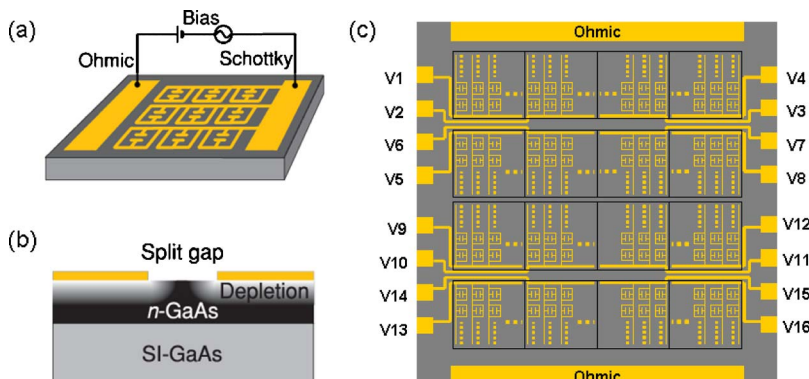 (a)
Bias
Ohmic
Schottky
(b)
Split gap
Depletion
n-GaAs
SI-GaAs
(c)
Ohmic
V1
V4
V2
V3
V6
V7
V5
V8
V9
V12
V10
V11
V14
V15
V13
V16
Ohmic